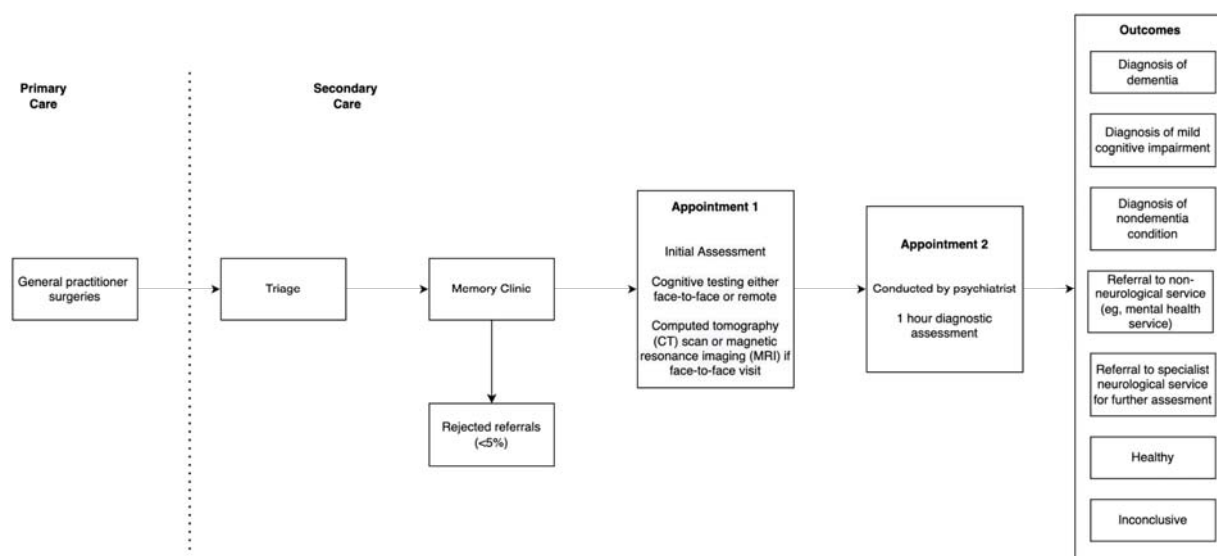 Primary
Care
Secondary
Care
General practitioner
surgeries
Triage
Memory Clinic
Rejected referrals
(<5%)
Appointment 1
Initial Assessment
Cognitive testing either
face-to-face or remote
Computed tomography
(CT) scan or magnetic
resonance imaging (MRI) if
face-to-face visit
Appointment 2
Conducted by psychiatrist
1 hour diagnostic
assessment
Outcomes
Diagnosis of
dementia
Diagnosis of mild
cognitive impairment
Diagnosis of
nondementia
condition
Referral to non-
neurological service
(eg, mental health
service)
Referral to specialist
neurological service
for further assesment
Healthy
Inconclusive